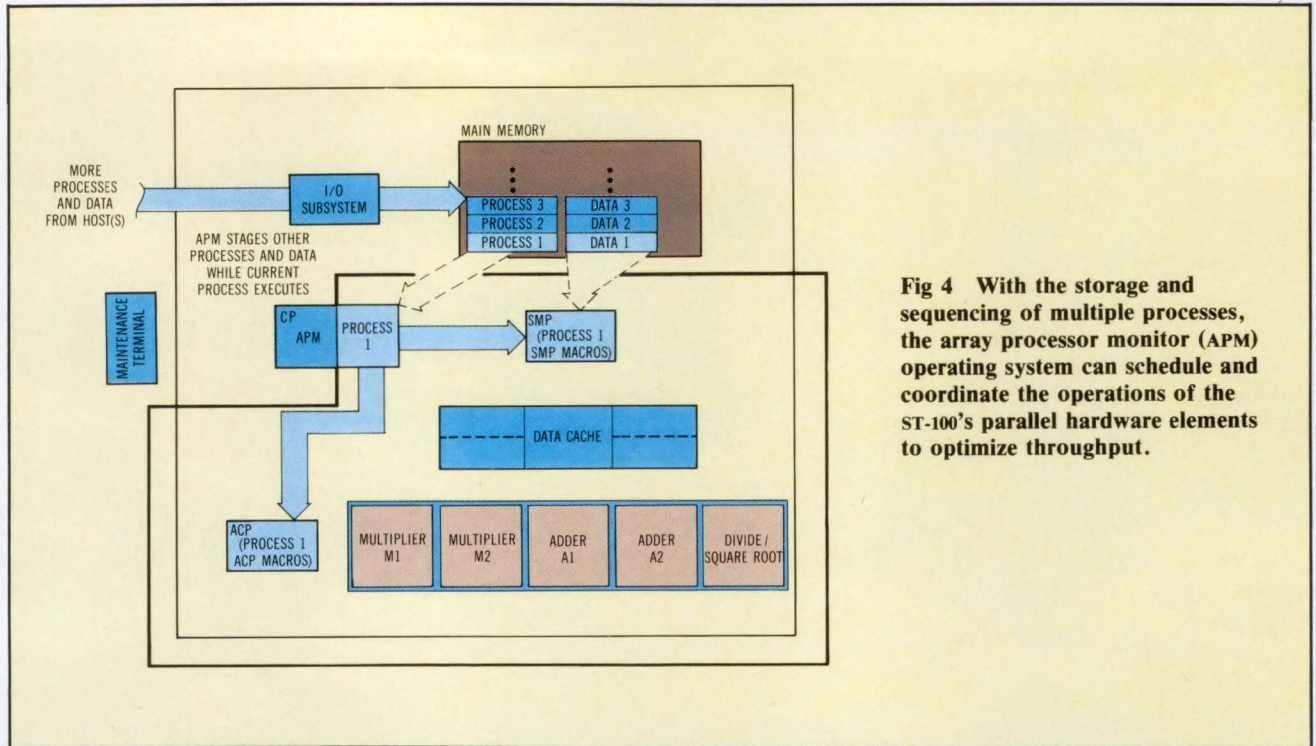 MORE
PROCESSES
AND DATA
FROM HOST(S)
I/O
SUBSYSTEM
MAIN MEMORY
PROCESS 3
PROCESS 2
PROCESS 1
DATA 3
DATA 2
DATA 1
APM STAGES OTHER
PROCESSES AND DATA
WHILE CURRENT
PROCESS EXECUTES
MAINTENANCE
TERMINAL
CP
APM
PROCESS
1
SMP
(PROCESS 1
SMP MACROS)
DATA CACHE
ACP
(PROCESS 1
ACP MACROS)
MULTIPLIER
M1
MULTIPLIER
M2
ADDER
A1
ADDER
A2
DIVIDE/
SQUARE ROOT
Fig 4 With the storage and
sequencing of multiple processes,
the array processor monitor (APM)
operating system can schedule and
coordinate the operations of the
ST-100's parallel hardware elements
to optimize throughput.